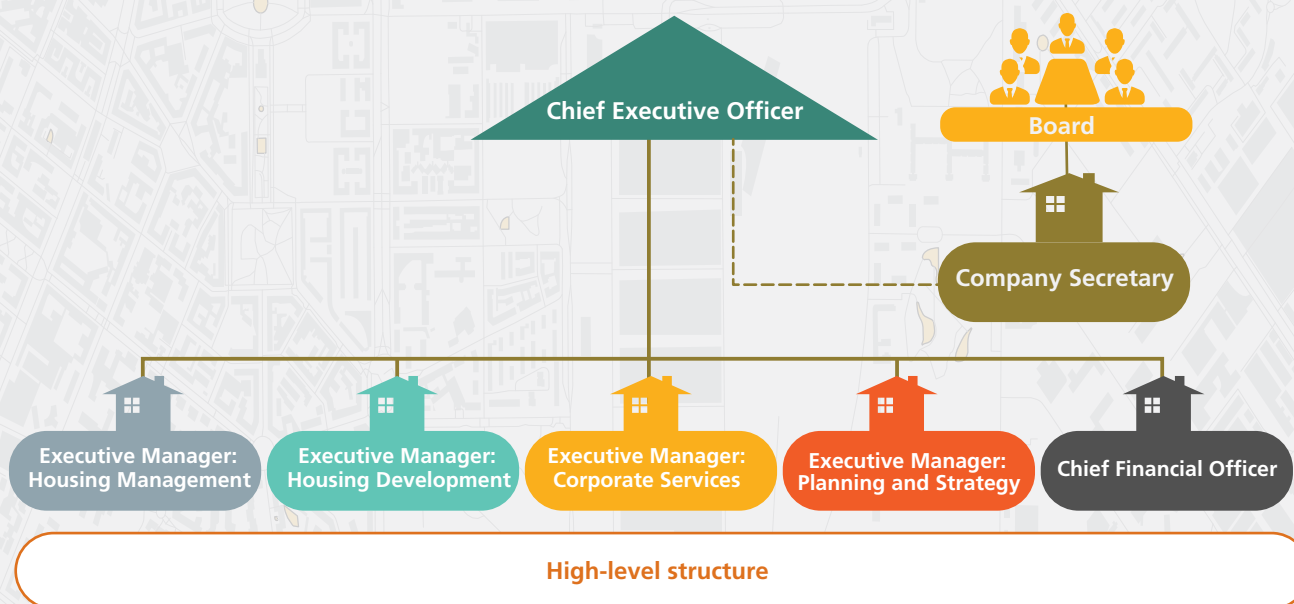 Chief Executive Officer
Board
Company Secretary
Executive Manager:
Housing Management
Executive Manager:
Housing Development
Executive Manager:
Corporate Services
Executive Manager:
Planning and Strategy
Chief Financial Officer
High-level structure